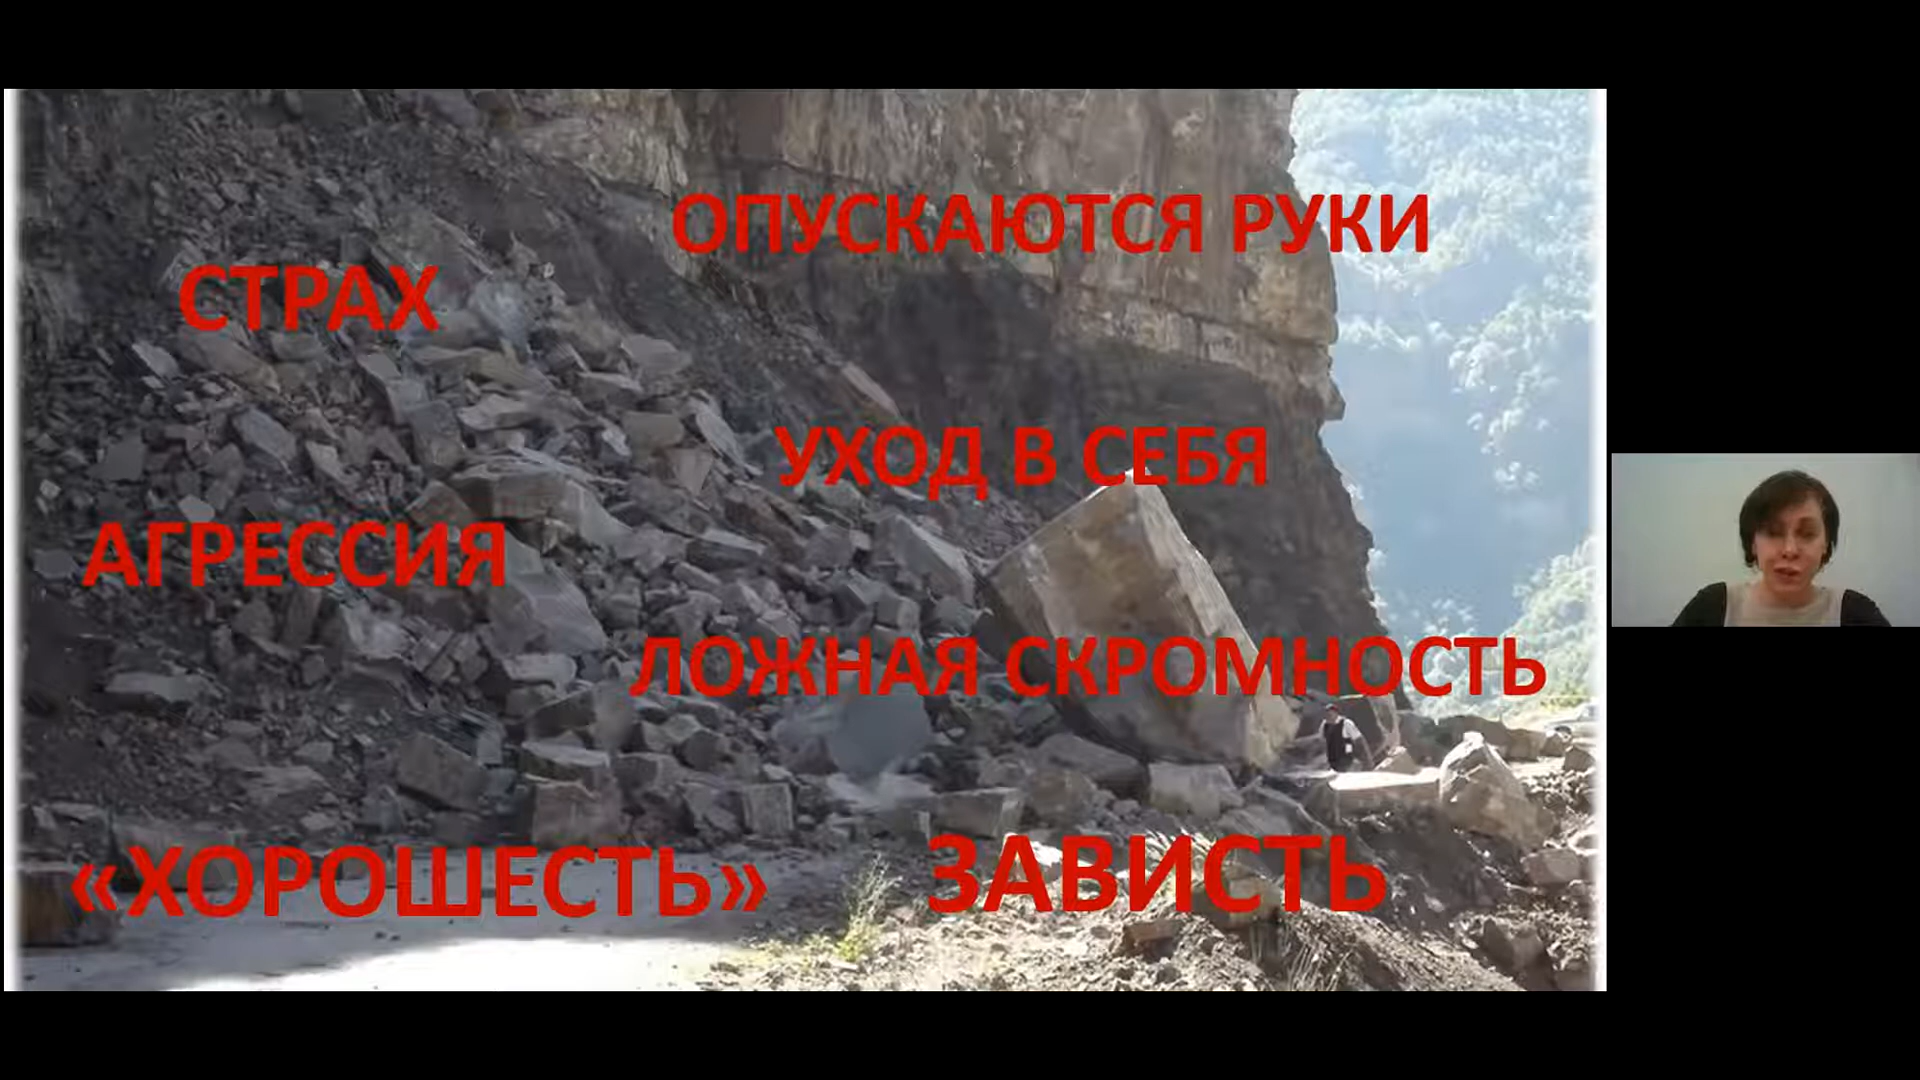 ОПУСКАЮТСЯ РУКИ
СТРАХ
УХОД В СЕБЯ
АГРЕССИЯ
ЛОЖНАЯ СКРОМНОСТЬ
«ХОРОШЕСТЬ»
ЗАВИСТЬ